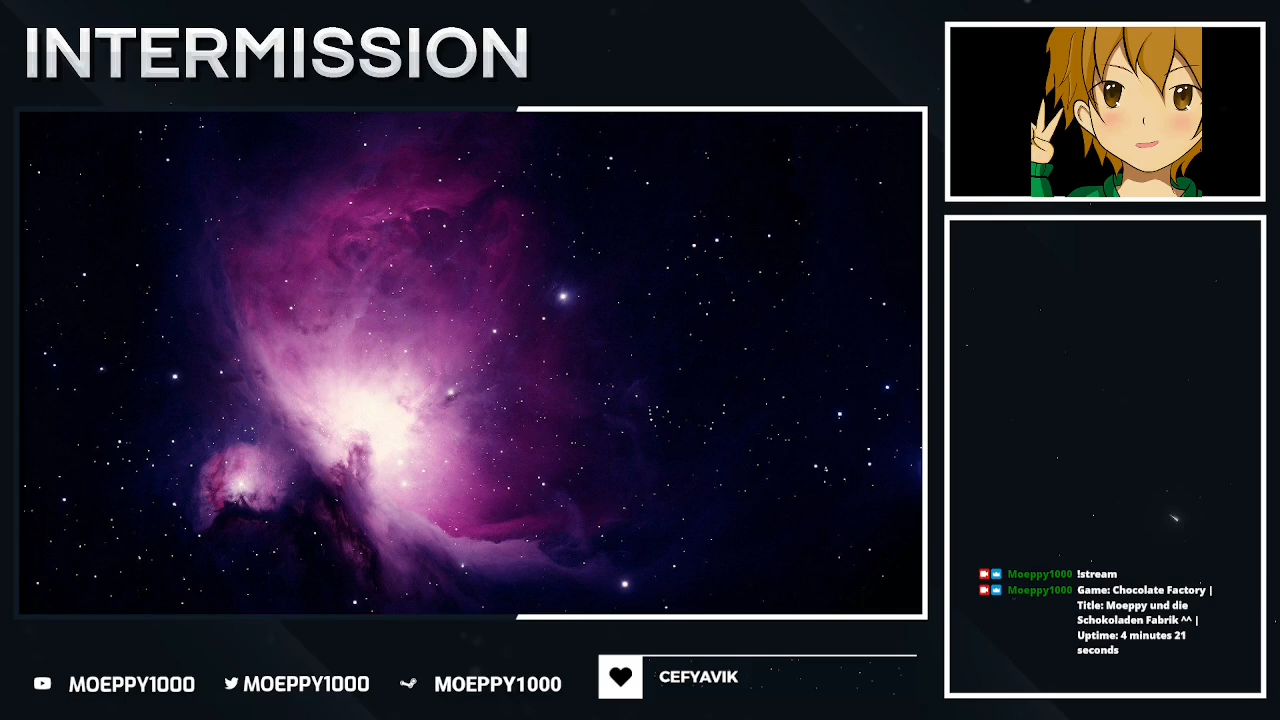 INTERMISSION
Moeppy1000 !stream
Moeppy1000 Game: Chocolate Factory |
Title: Moeppy und die
Schokoladen Fabrik ^^ |
Uptime: 4 minutes 21
seconds
MOEPPY1000 MOEPPY1000 MOEPPY1000 CEFYAVIK